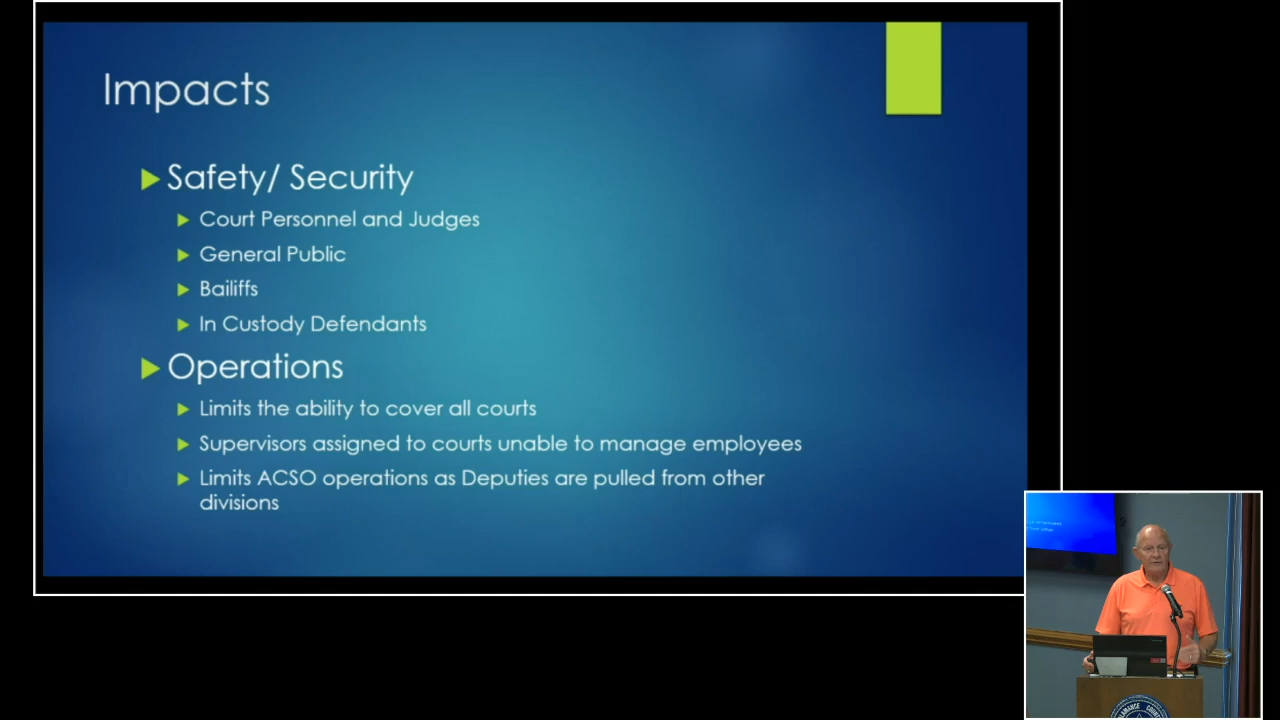 Impacts
Safety/ Security
Court Personnel and Judges
General Public
Bailiffs
In Custody Defendants
Operations
Limits the ability to cover all courts
Supervisors assigned to courts unable to manage employees
Limits ACSO operations as Deputies are pulled from other
divisions
LAMANCE COUN